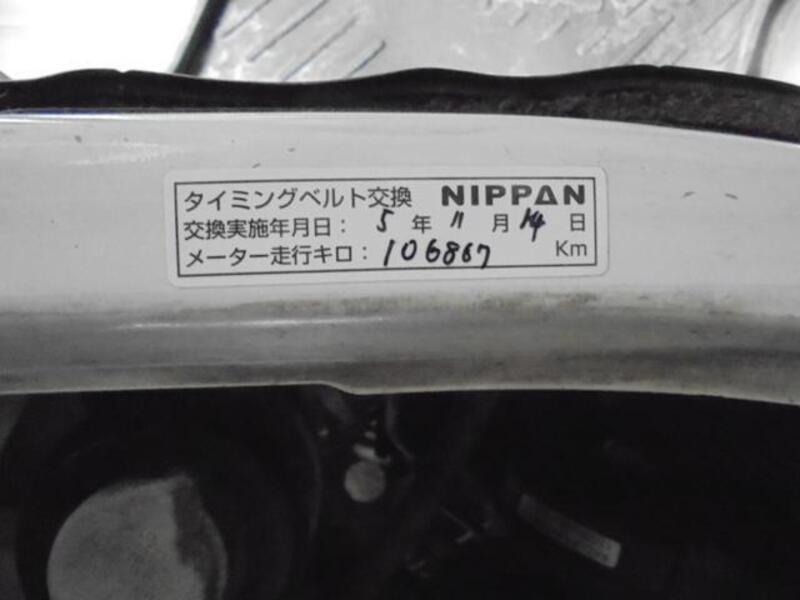 タイミングベルト交換 NIPPAN
交換実施年月日: 5 年 11 月 14 日
メーター走行キロ: 106867 Km